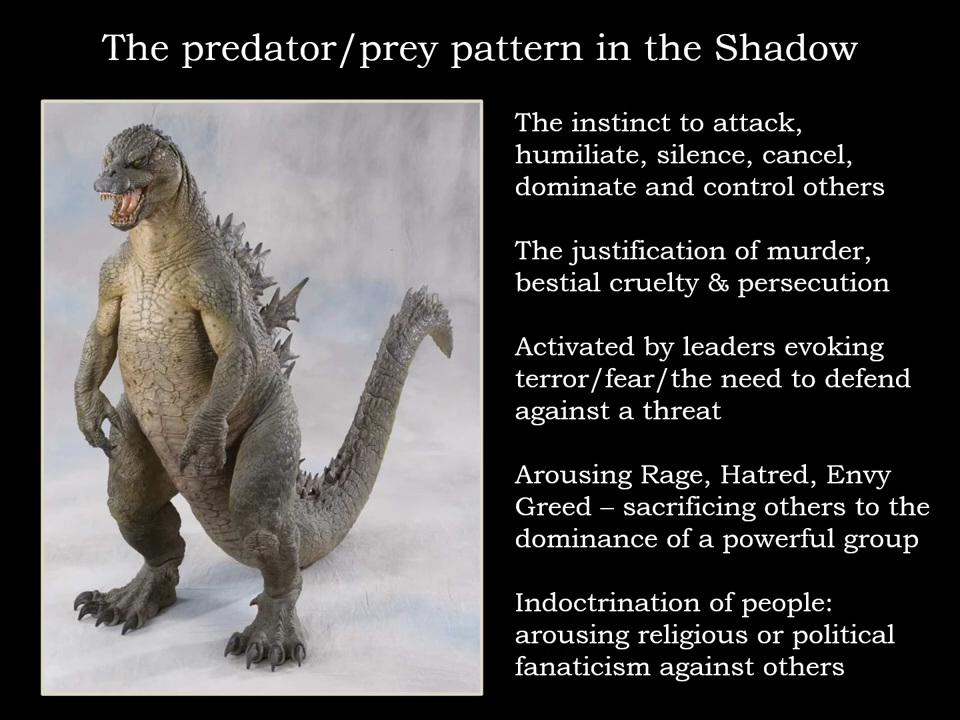 The predator/prey pattern in the Shadow
The instinct to attack,
humiliate, silence, cancel,
dominate and control others
The justification of murder,
bestial cruelty & persecution
Activated by leaders evoking
terror/fear/the need to defend
against a threat
Arousing Rage, Hatred, Envy
Greed – sacrificing others to the
dominance of a powerful group
Indoctrination of people:
arousing religious or political
fanaticism against others